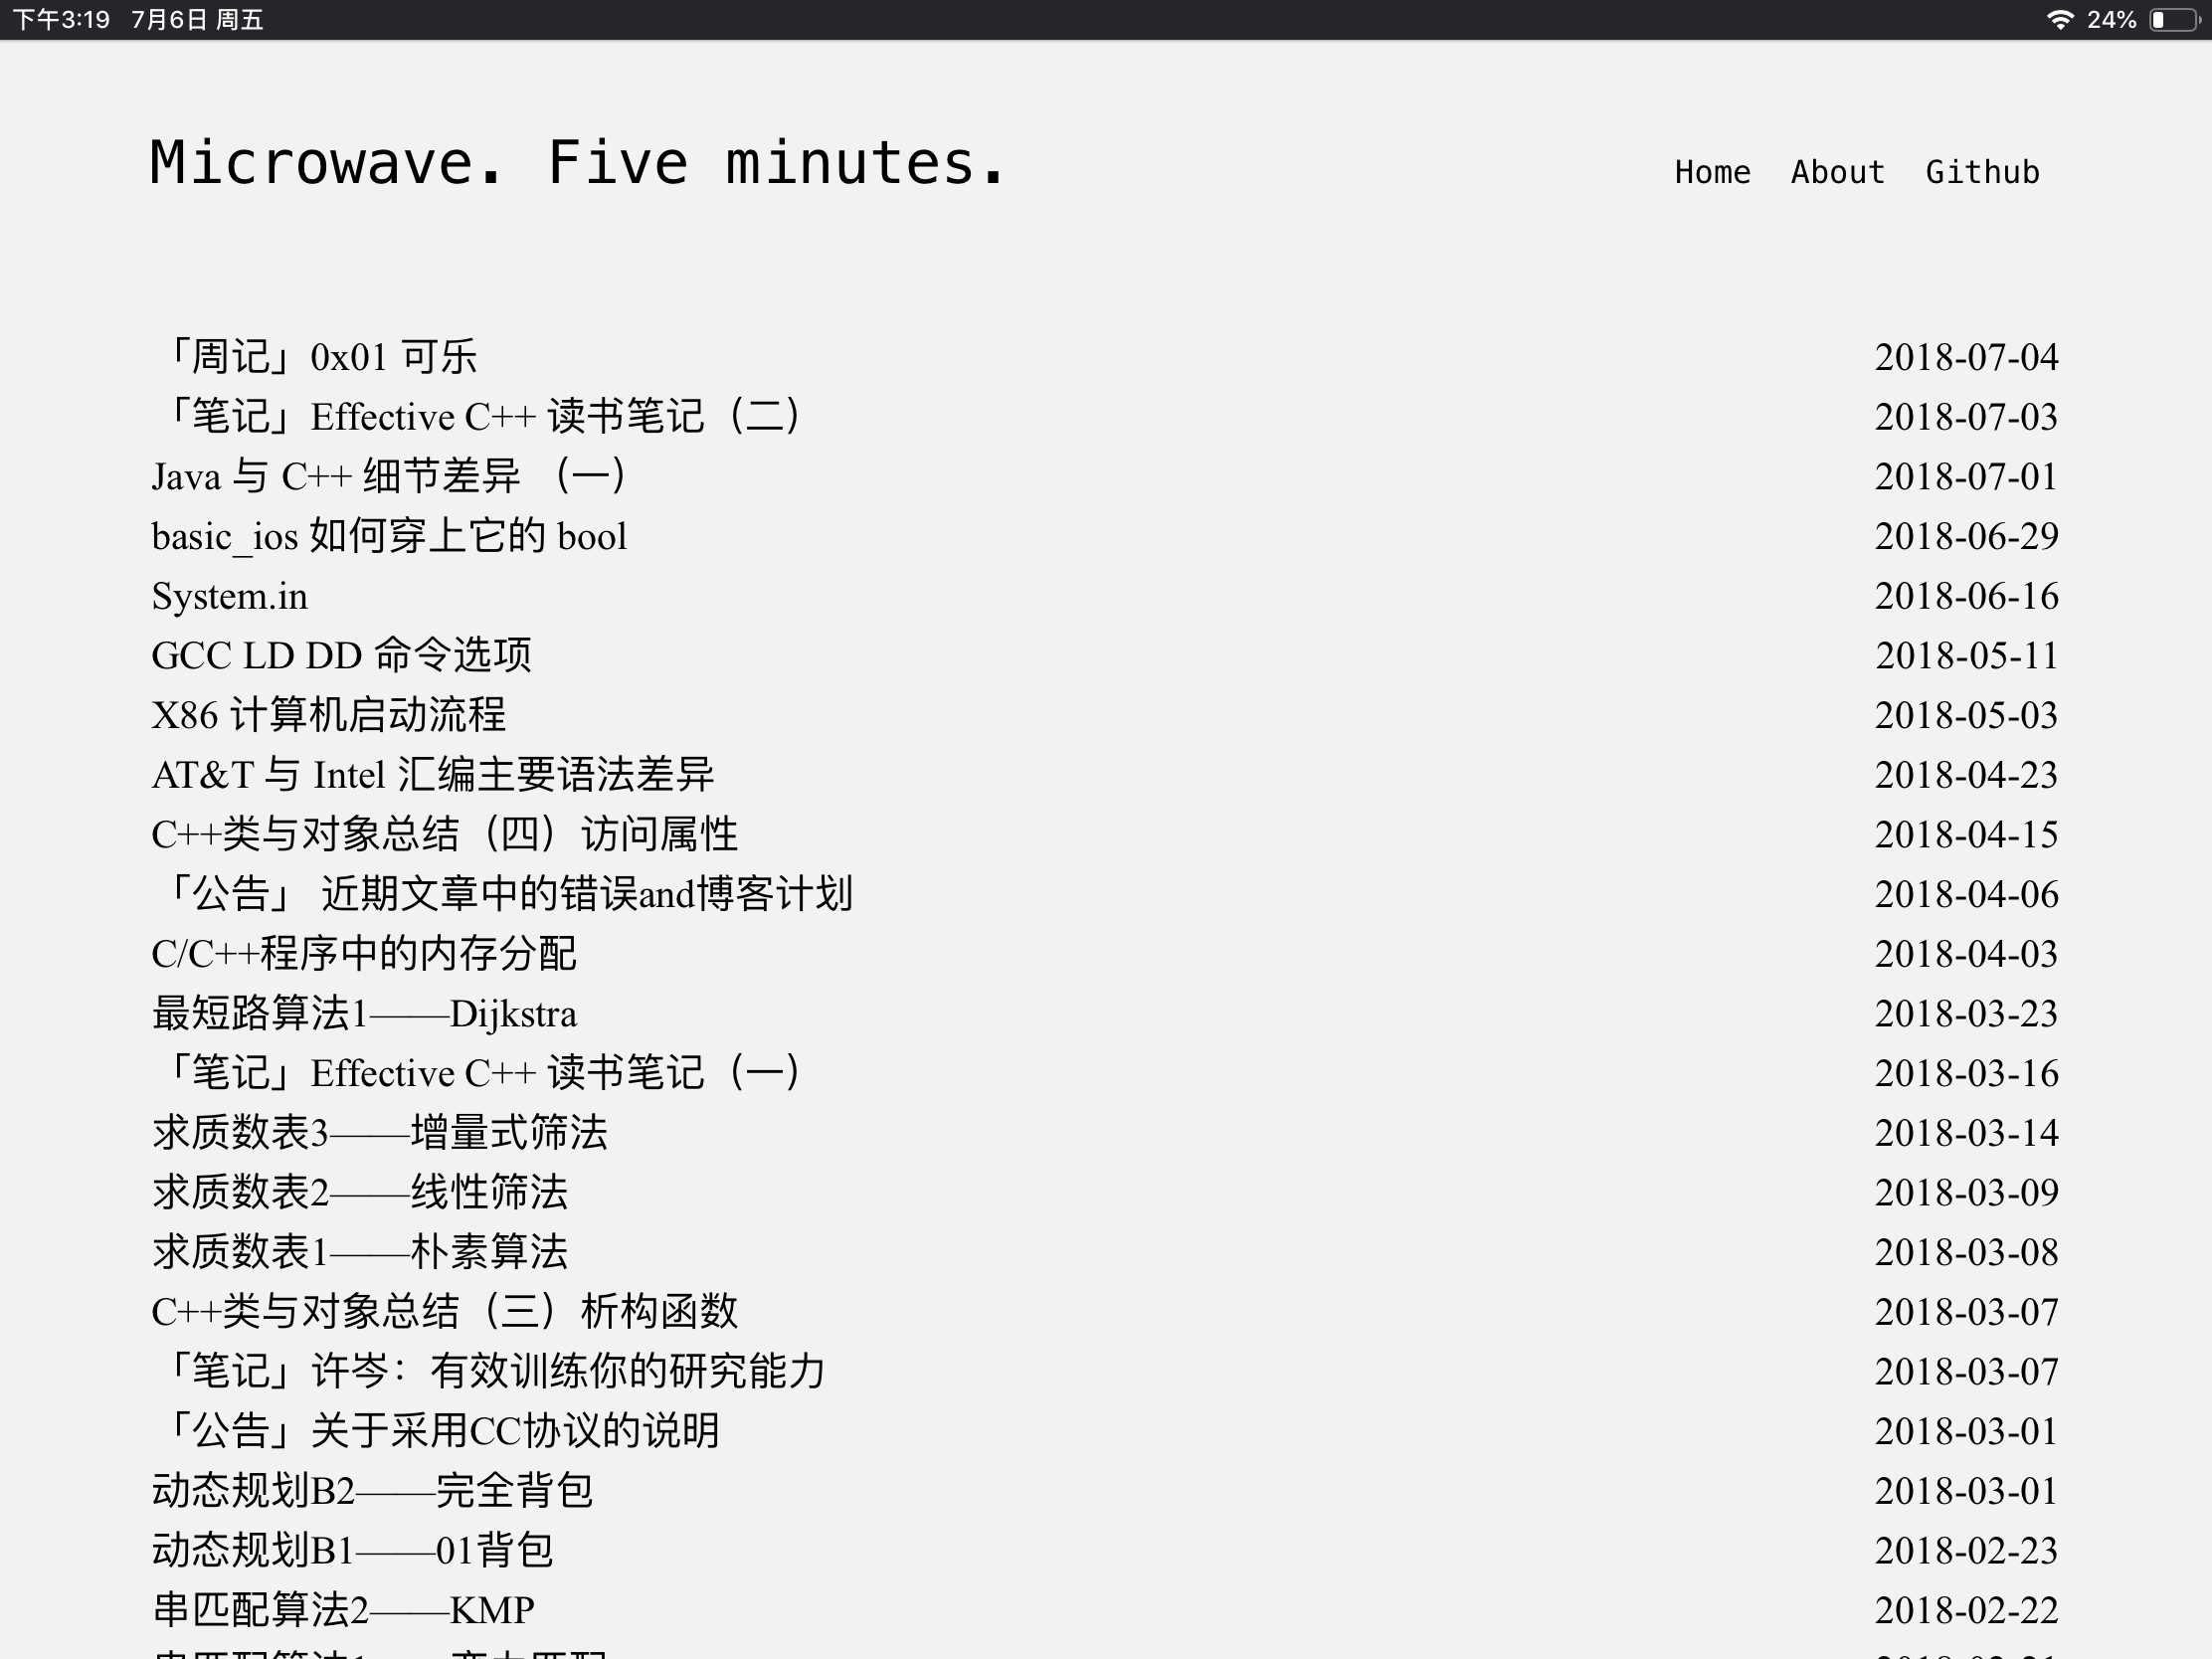 下午3:19 7月6日 周五 24%
Microwave. Five minutes.
Home About Github
「周记」0x01 可乐 2018-07-04
「笔记」Effective C++ 读书笔记（二） 2018-07-03
Java 与 C++ 细节差异 （一） 2018-07-01
basic_ios 如何穿上它的 bool 2018-06-29
System.in 2018-06-16
GCC LD DD 命令选项 2018-05-11
X86 计算机启动流程 2018-05-03
AT&T 与 Intel 汇编主要语法差异 2018-04-23
C++类与对象总结（四）访问属性 2018-04-15
「公告」 近期文章中的错误and博客计划 2018-04-06
C/C++程序中的内存分配 2018-04-03
最短路算法1——Dijkstra 2018-03-23
「笔记」Effective C++ 读书笔记（一） 2018-03-16
求质数表3——增量式筛法 2018-03-14
求质数表2——线性筛法 2018-03-09
求质数表1——朴素算法 2018-03-08
C++类与对象总结（三）析构函数 2018-03-07
「笔记」许岑：有效训练你的研究能力 2018-03-07
「公告」关于采用CC协议的说明 2018-03-01
动态规划B2——完全背包 2018-03-01
动态规划B1——01背包 2018-02-23
串匹配算法2——KMP 2018-02-22